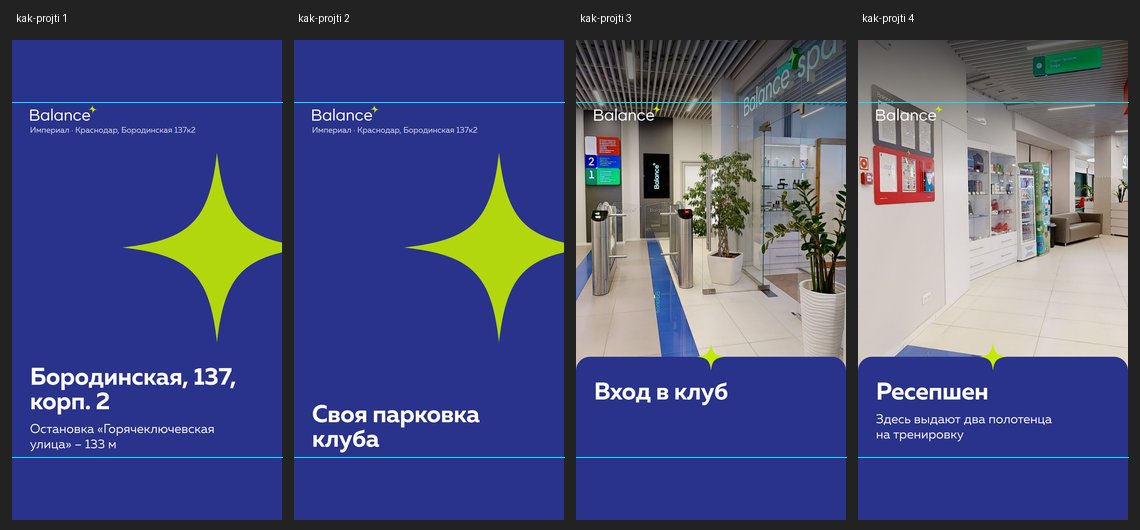 kak-projti 1
Balance
Империал · Краснодар, Бородинская 137к2
Бородинская, 137,
корп. 2
Остановка «Горячеключевская
улица» – 133 м
kak-projti 2
Balance
Империал · Краснодар, Бородинская 137к2
Своя парковка
клуба
kak-projti 3
Balance spa
Balance
2
1
Balance
Вход в клуб
kak-projti 4
Balance
Ресепшен
Здесь выдают два полотенца
на тренировку